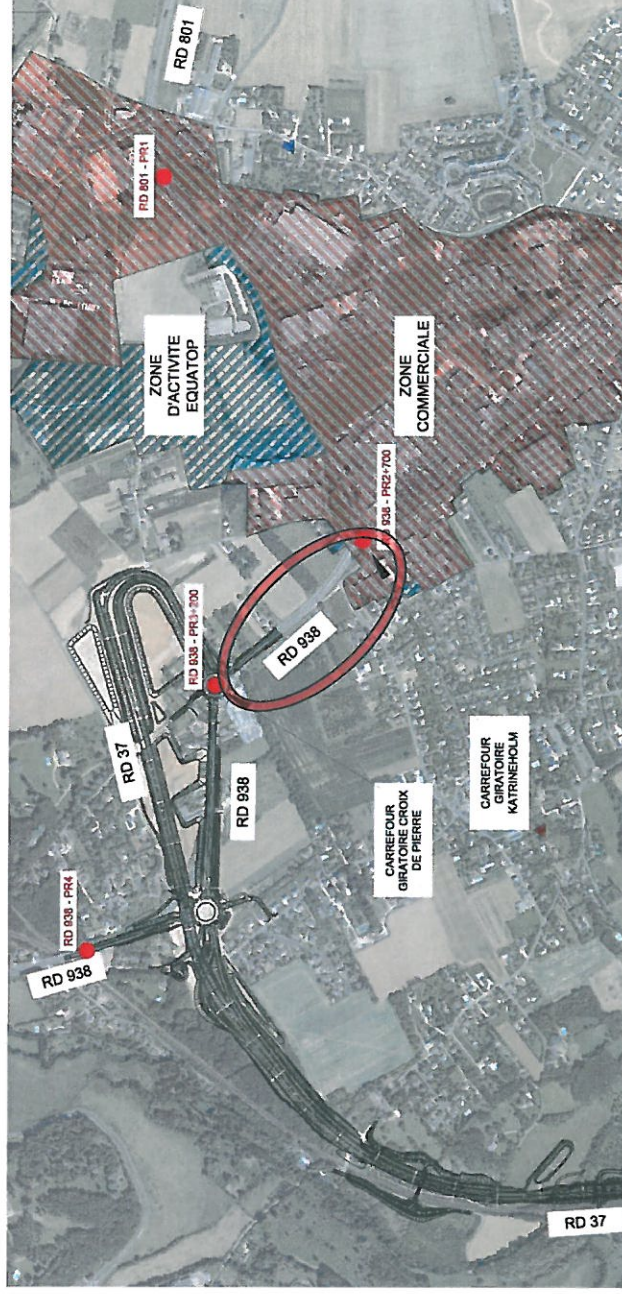 RD 801
RD 801 - PR1
ZONE
D'ACTIVITE
EQUATOP
ZONE
COMMERCIALE
938 - PR2+700
RD 938 - PR3+200
RD 938
RD 37
RD 938
CARREFOUR
GIRATOIRE CROIX
DE PIERRE
CARREFOUR
GIRATOIRE
KATRINEHOLM
RD 938 - PR4
RD 938
RD 37